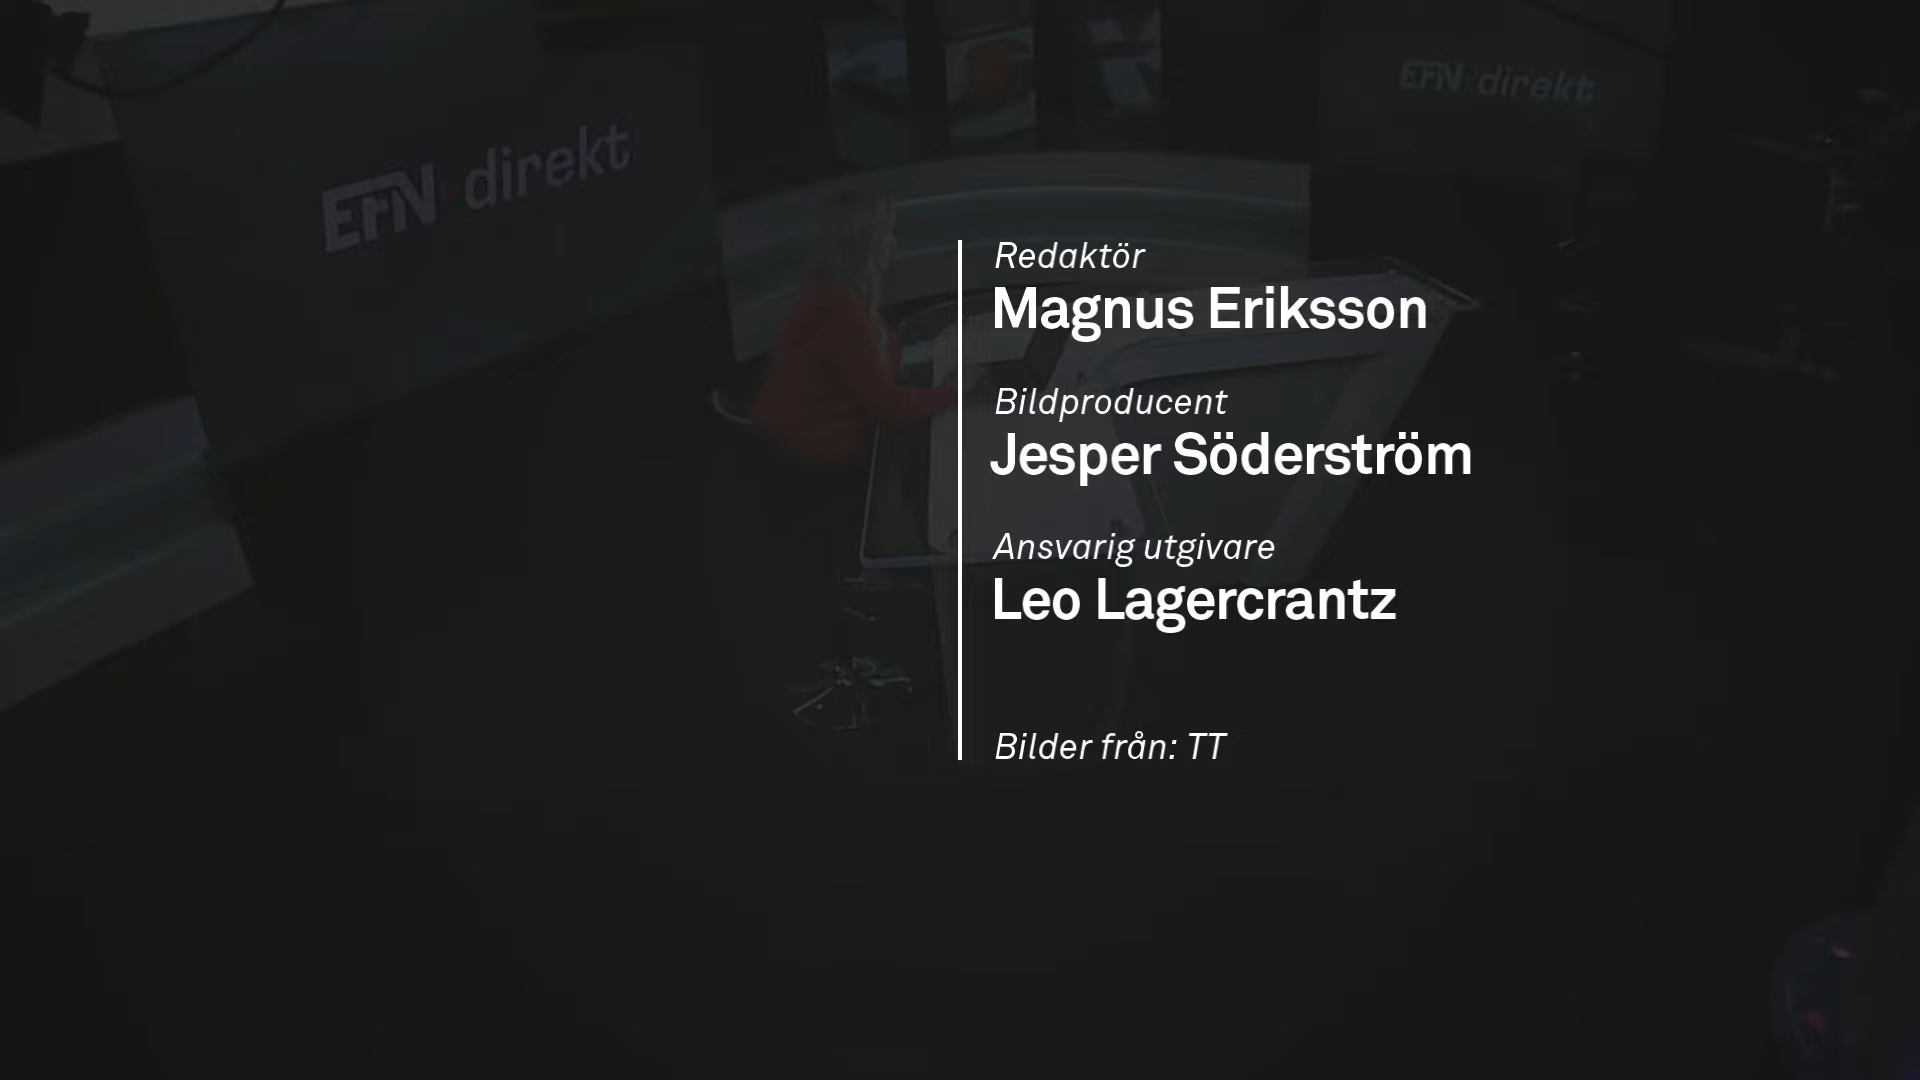 EFN direkt
EFN direkt
Redaktör
Magnus Eriksson
Bildproducent
Jesper Söderström
Ansvarig utgivare
Leo Lagercrantz
Bilder från: TT